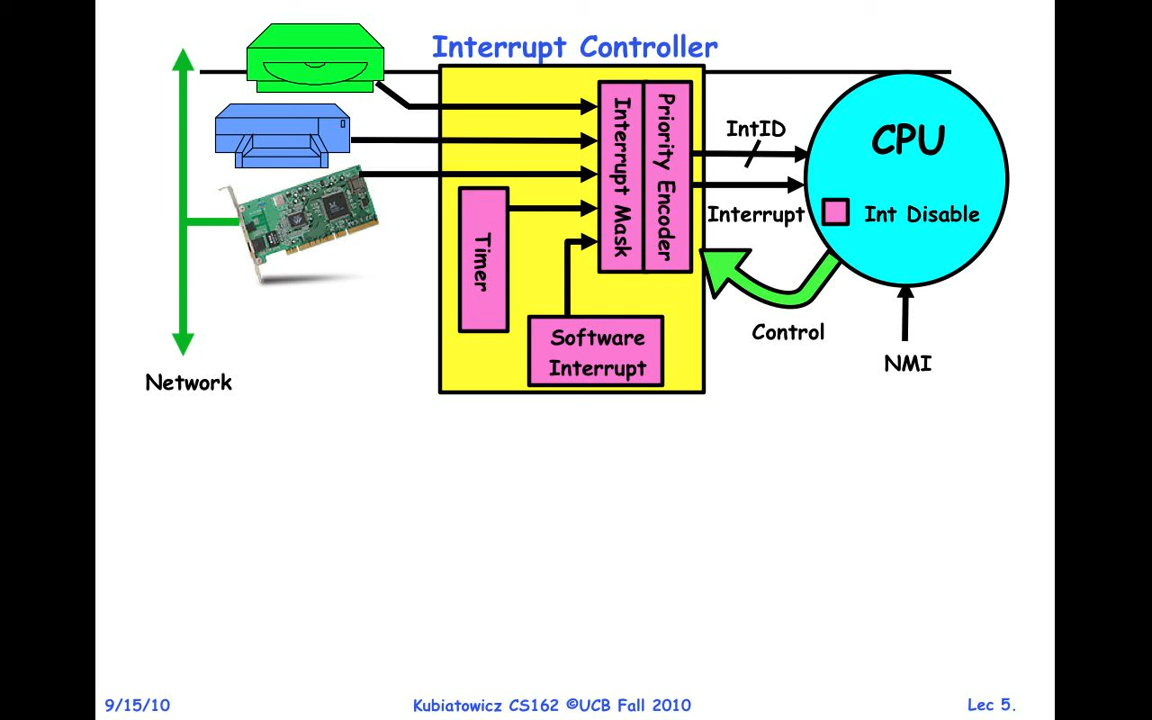 Interrupt Controller
Interrupt Mask
Priority Encoder
IntID
CPU
Interrupt
Int Disable
Timer
Software
Interrupt
Control
NMI
Network
9/15/10
Kubiatowicz CS162 ©UCB Fall 2010
Lec 5.